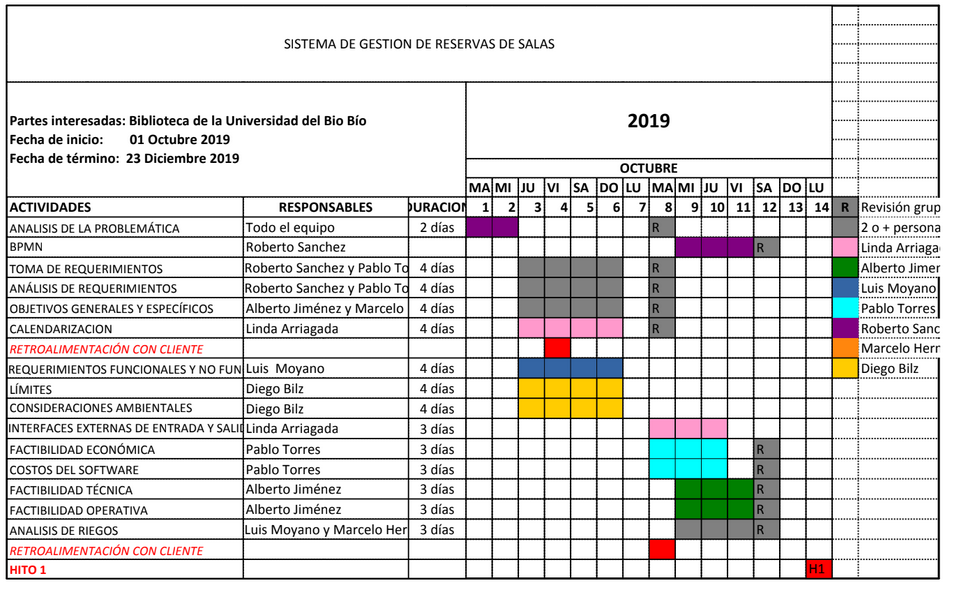 SISTEMA DE GESTION DE RESERVAS DE SALAS
Partes interesadas: Biblioteca de la Universidad del Bio Bío
Fecha de inicio: 01 Octubre 2019
Fecha de término: 23 Diciembre 2019
2019
OCTUBRE
MA MI JU VI SA DO LU MA MI JU VI SA DO LU
ACTIVIDADES RESPONSABLES DURACION 1 2 3 4 5 6 7 8 9 10 11 12 13 14 R Revisión grup
ANALISIS DE LA PROBLEMÁTICA Todo el equipo 2 días R 2 o + persona
BPMN Roberto Sanchez R Linda Arriaga
TOMA DE REQUERIMIENTOS Roberto Sanchez y Pablo To 4 días R Alberto Jimer
ANÁLISIS DE REQUERIMIENTOS Roberto Sanchez y Pablo To 4 días R Luis Moyano
OBJETIVOS GENERALES Y ESPECÍFICOS Alberto Jiménez y Marcelo 4 días R Pablo Torres
CALENDARIZACION Linda Arriagada 4 días R Roberto Sanc
RETROALIMENTACIÓN CON CLIENTE Marcelo Herr
REQUERIMIENTOS FUNCIONALES Y NO FUN Luis Moyano 4 días Diego Bilz
LÍMITES Diego Bilz 4 días
CONSIDERACIONES AMBIENTALES Diego Bilz 4 días
INTERFACES EXTERNAS DE ENTRADA Y SALID Linda Arriagada 3 días
FACTIBILIDAD ECONÓMICA Pablo Torres 3 días R
COSTOS DEL SOFTWARE Pablo Torres 3 días R
FACTIBILIDAD TÉCNICA Alberto Jiménez 3 días R
FACTIBILIDAD OPERATIVA Alberto Jiménez 3 días R
ANALISIS DE RIEGOS Luis Moyano y Marcelo Her 3 días R
RETROALIMENTACIÓN CON CLIENTE
HITO 1 H1